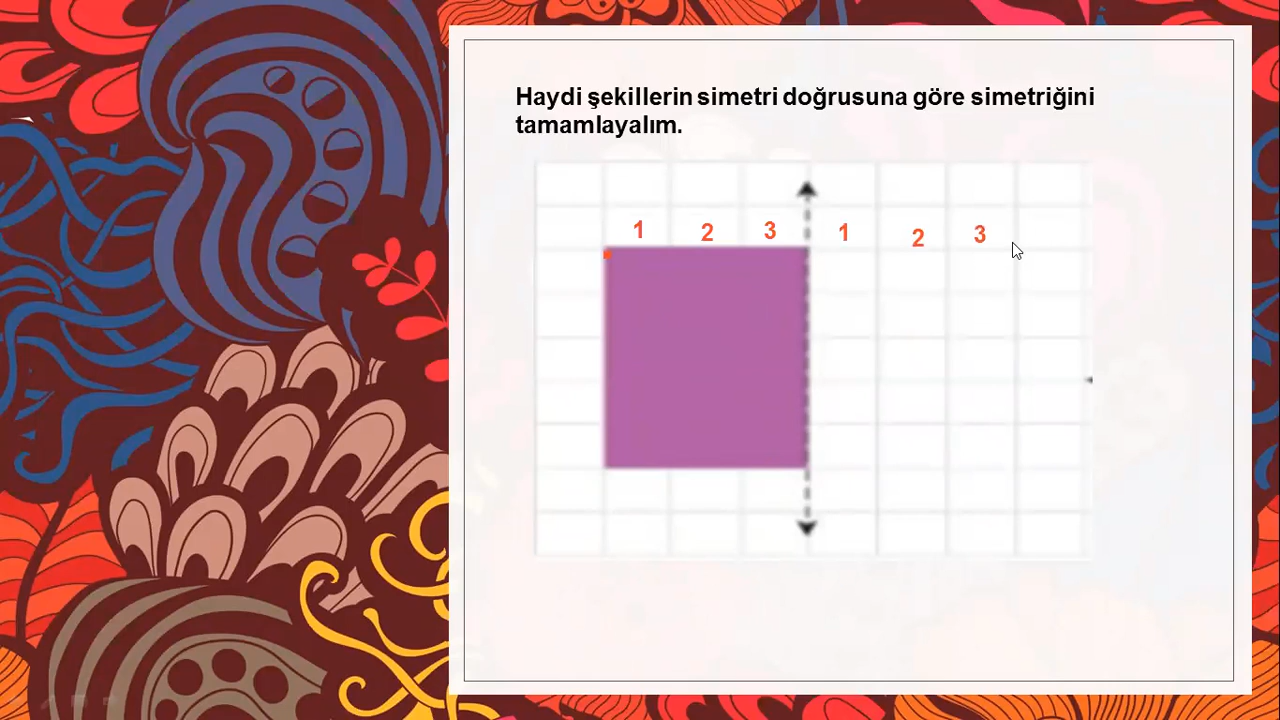 Haydi şekillerin simetri doğrusuna göre simetriğini
tamamlayalım.
1 2 3 1 2 3